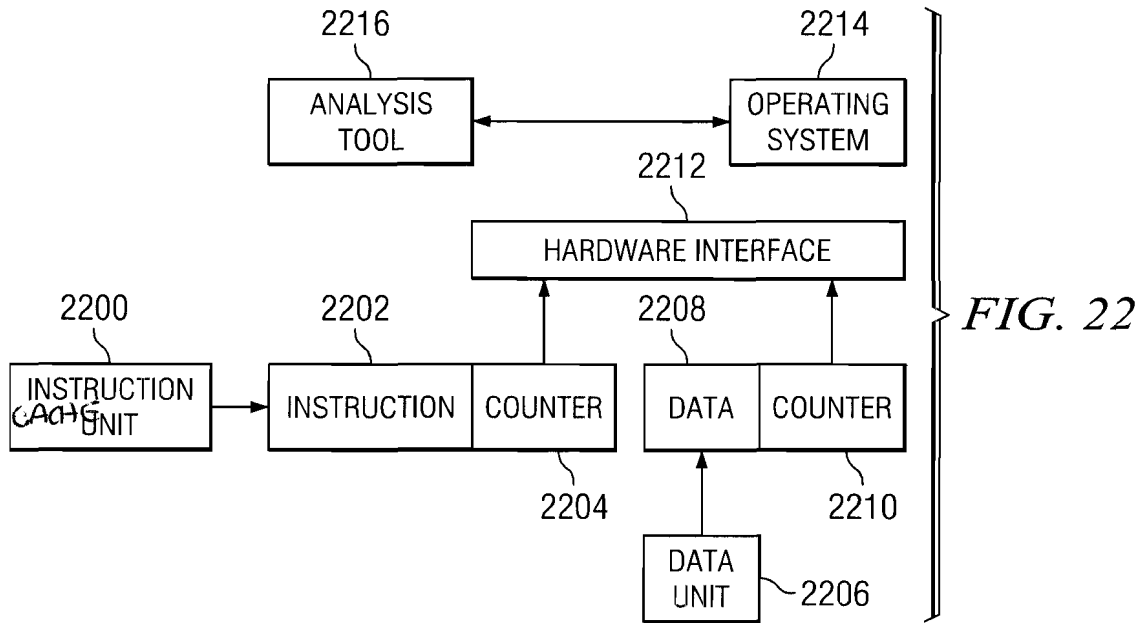 2216
2214
ANALYSIS
TOOL
OPERATING
SYSTEM
2212
HARDWARE INTERFACE
2200
2202
2208
FIG. 22
INSTRUCTION
CACHE
UNIT
INSTRUCTION
COUNTER
DATA
COUNTER
2204
2210
DATA
UNIT
2206